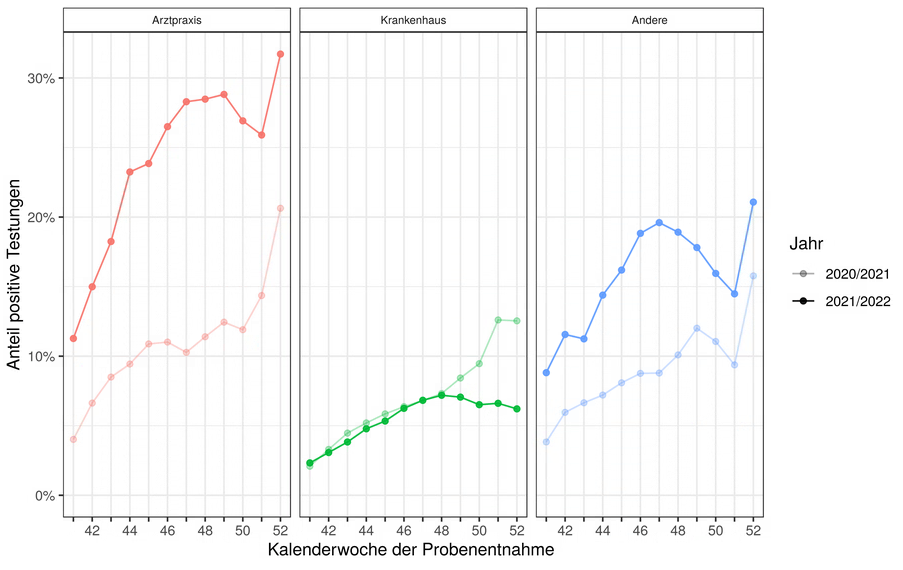 Arztpraxis Krankenhaus Andere
30%
20%
10%
0%
Anteil positive Testungen
42 44 46 48 50 52 42 44 46 48 50 52 42 44 46 48 50 52
Kalenderwoche der Probenentnahme
Jahr
2020/2021
2021/2022